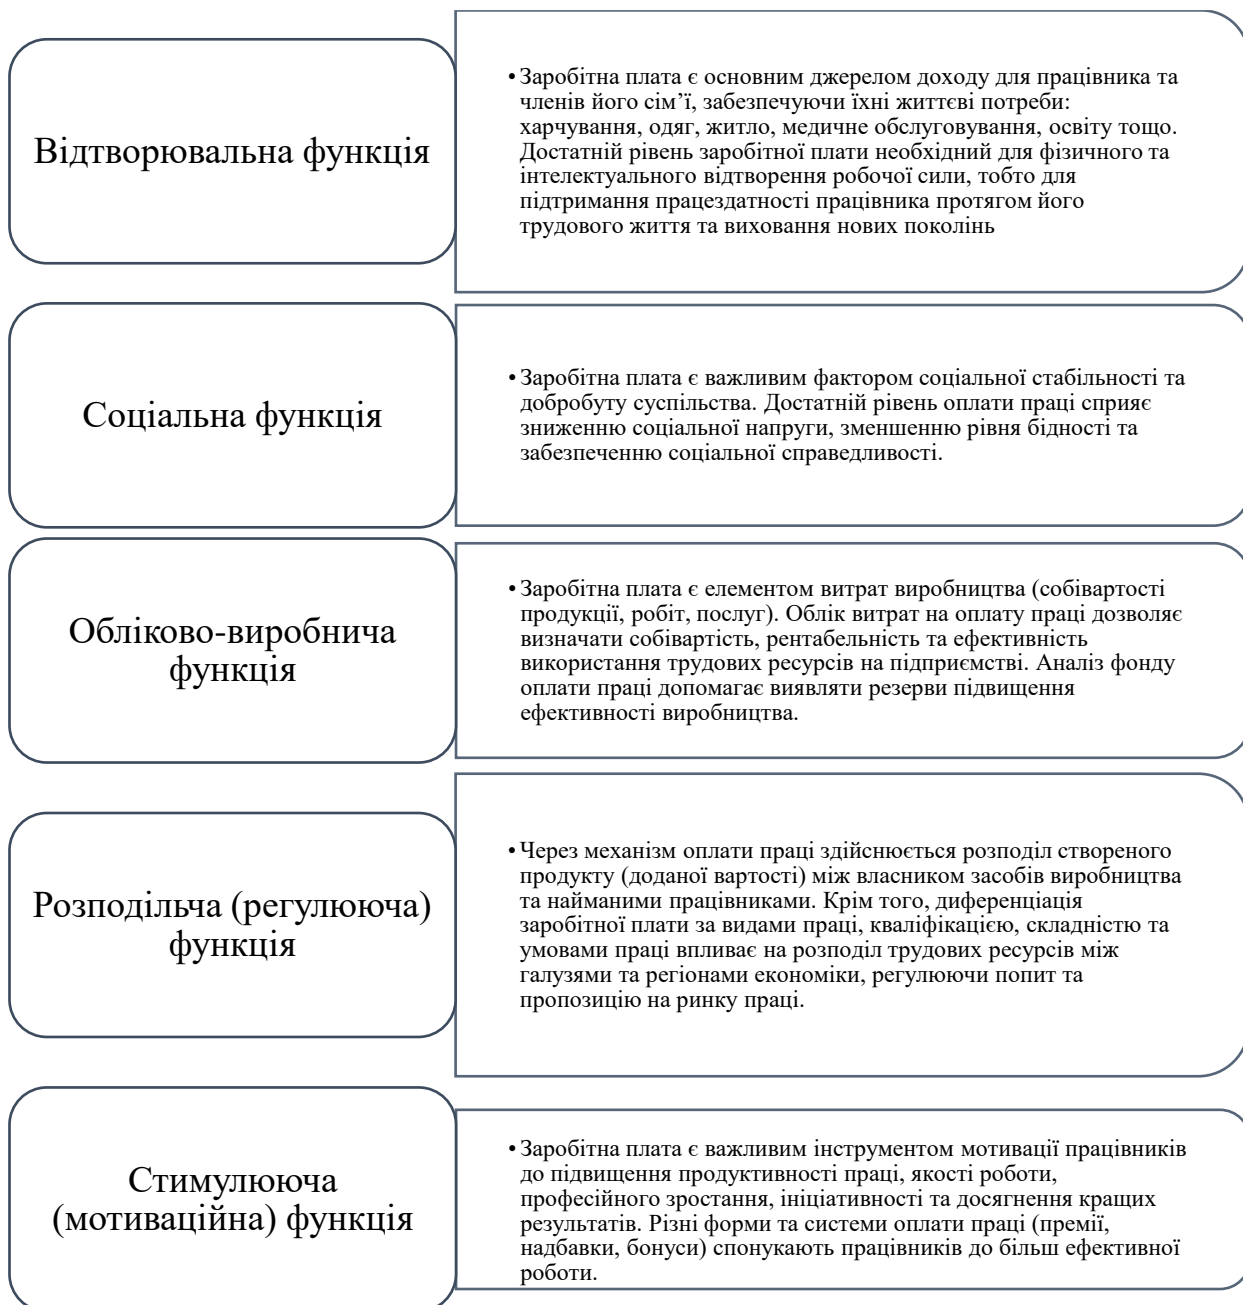 Відтворювальна функція
•Заробітна плата є основним джерелом доходу для працівника та
членів його сім’ї, забезпечуючи їхні життєві потреби:
харчування, одяг, житло, медичне обслуговування, освіту тощо.
Достатній рівень заробітної плати необхідний для фізичного та
інтелектуального відтворення робочої сили, тобто для
підтримання працездатності працівника протягом його
трудового життя та виховання нових поколінь
Соціальна функція
•Заробітна плата є важливим фактором соціальної стабільності та
добробуту суспільства. Достатній рівень оплати праці сприяє
зниженню соціальної напруги, зменшенню рівня бідності та
забезпеченню соціальної справедливості.
Обліково-виробнича
функція
•Заробітна плата є елементом витрат виробництва (собівартості
продукції, робіт, послуг). Облік витрат на оплату праці дозволяє
визначати собівартість, рентабельність та ефективність
використання трудових ресурсів на підприємстві. Аналіз фонду
оплати праці допомагає виявляти резерви підвищення
ефективності виробництва.
Розподільча (регулююча)
функція
•Через механізм оплати праці здійснюється розподіл створеного
продукту (доданої вартості) між власником засобів виробництва
та найманими працівниками. Крім того, диференціація
заробітної плати за видами праці, кваліфікацією, складністю та
умовами праці впливає на розподіл трудових ресурсів між
галузями та регіонами економіки, регулюючи попит та
пропозицію на ринку праці.
Стимулююча
(мотиваційна) функція
•Заробітна плата є важливим інструментом мотивації працівників
до підвищення продуктивності праці, якості роботи,
професійного зростання, ініціативності та досягнення кращих
результатів. Різні форми та системи оплати праці (премії,
надбавки, бонуси) спонукають працівників до більш ефективної
роботи.